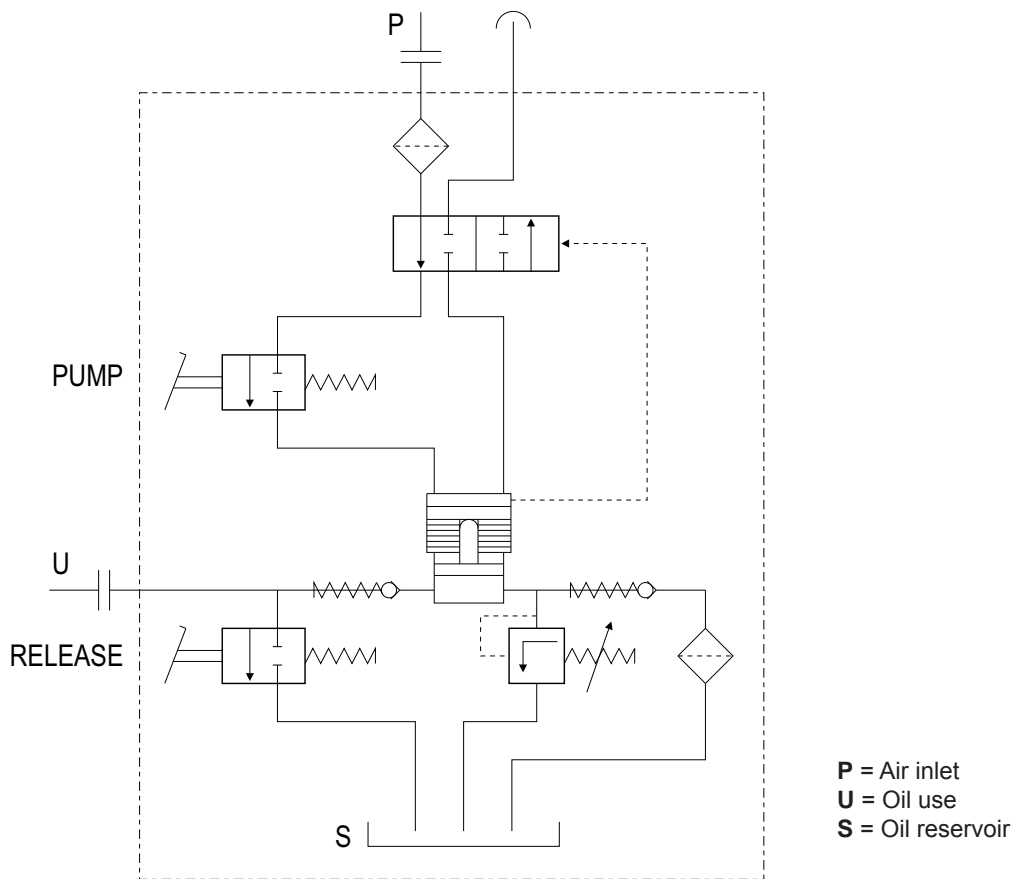 P
PUMP
U
RELEASE
S
P = Air inlet
U = Oil use
S = Oil reservoir